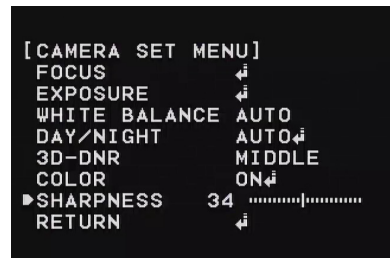 [CAMERA SET MENU]
FOCUS ↲
EXPOSURE ↲
WHITE BALANCE AUTO
DAY/NIGHT AUTO↲
3D-DNR MIDDLE
COLOR ON↲
SHARPNESS 34
RETURN ↲